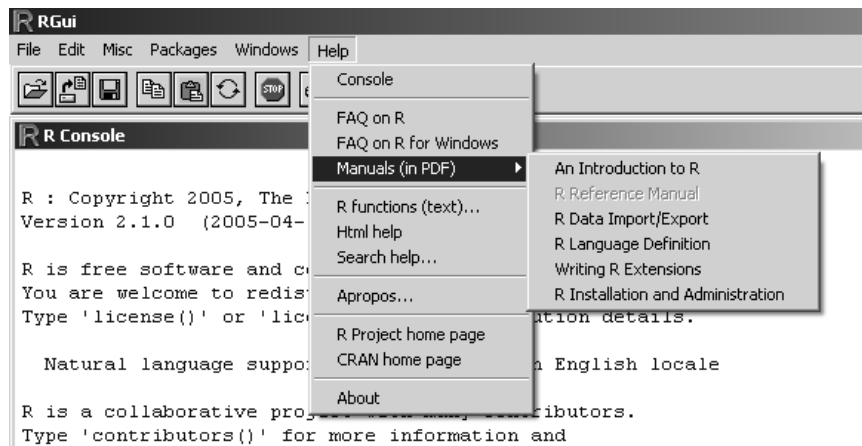 RGui
File Edit Misc Packages Windows Help
STOP
Console
FAQ on R
FAQ on R for Windows
Manuals (in PDF)
R functions (text)...
Html help
Search help...
Apropos...
R Project home page
CRAN home page
About
An Introduction to R
R Reference Manual
R Data Import/Export
R Language Definition
Writing R Extensions
R Installation and Administration
R Console
R : Copyright 2005, The
Version 2.1.0 (2005-04-
R is free software and
You are welcome to redis
Type 'license()' or 'lic ution details.
Natural language suppo English locale
R is a collaborative pro contributors.
Type 'contributors()' for more information and